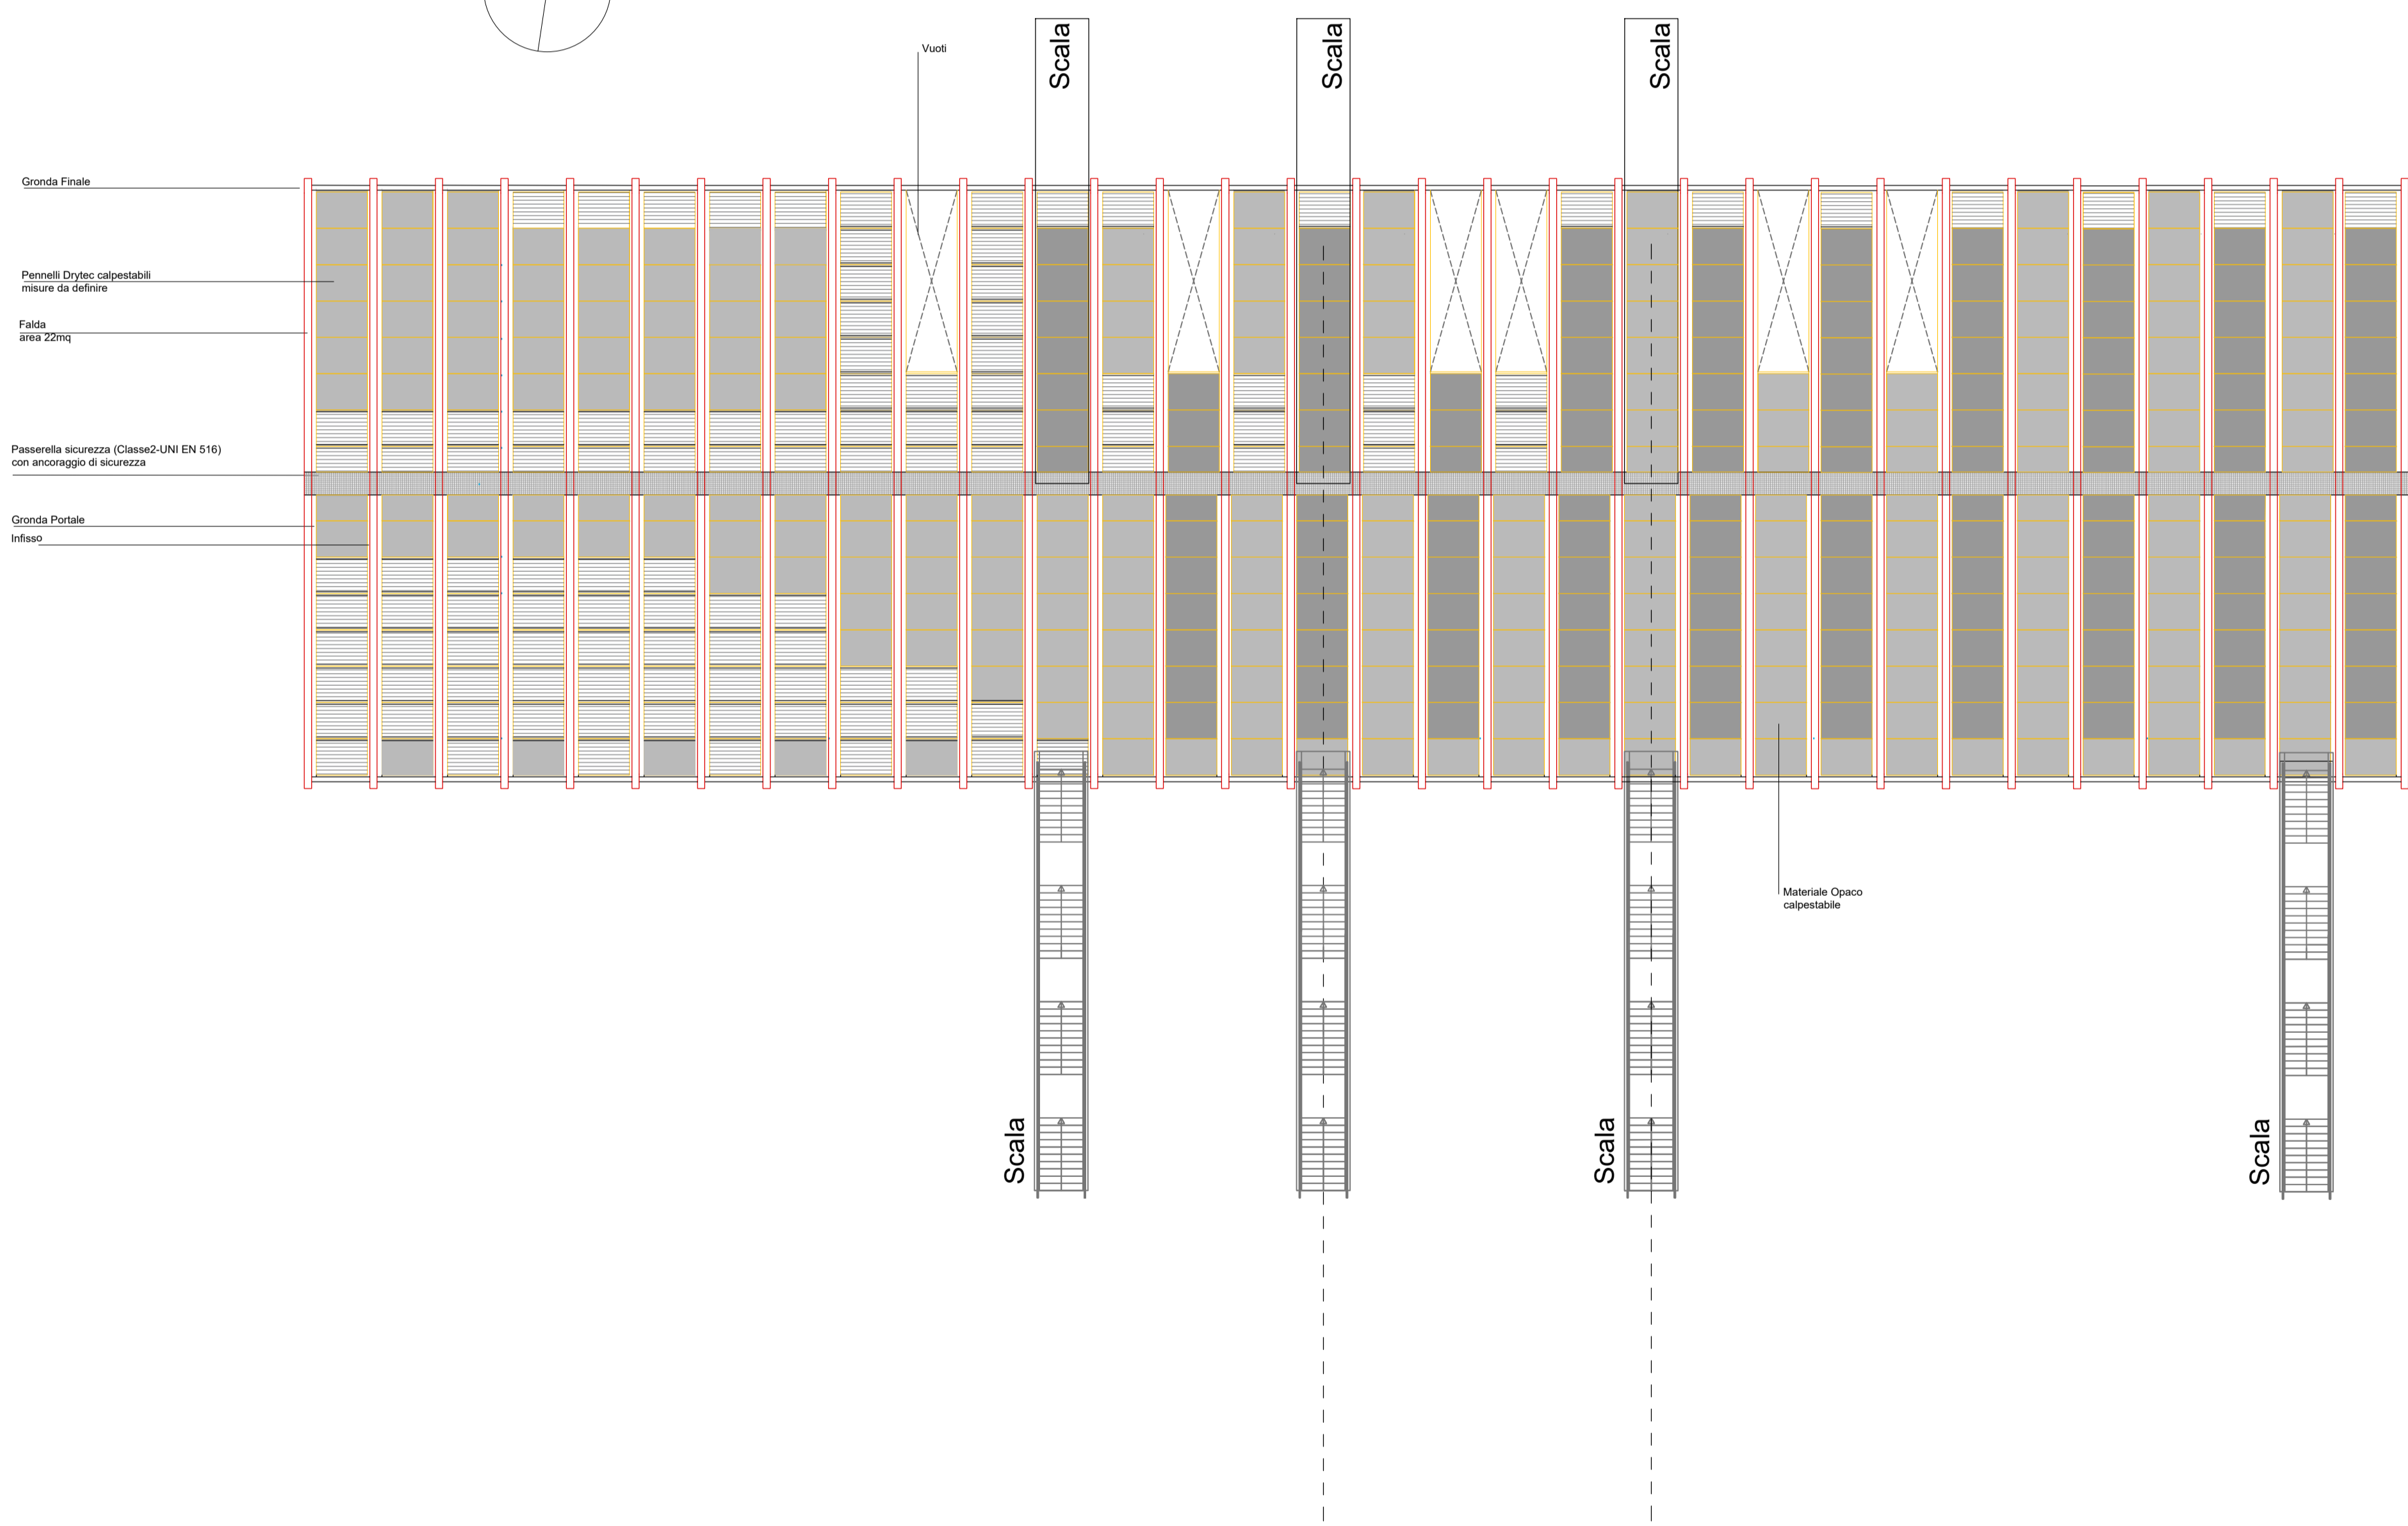 Vuoti
Scala
Scala
Scala
Gronda Finale
Pennelli Drytec calpestabili
misure da definire
Falda
area 22mq
Passerella sicurezza (Classe2-UNI EN 516)
con ancoraggio di sicurezza
Gronda Portale
Infisso
Materiale Opaco
calpestabile
Scala
Scala
Scala